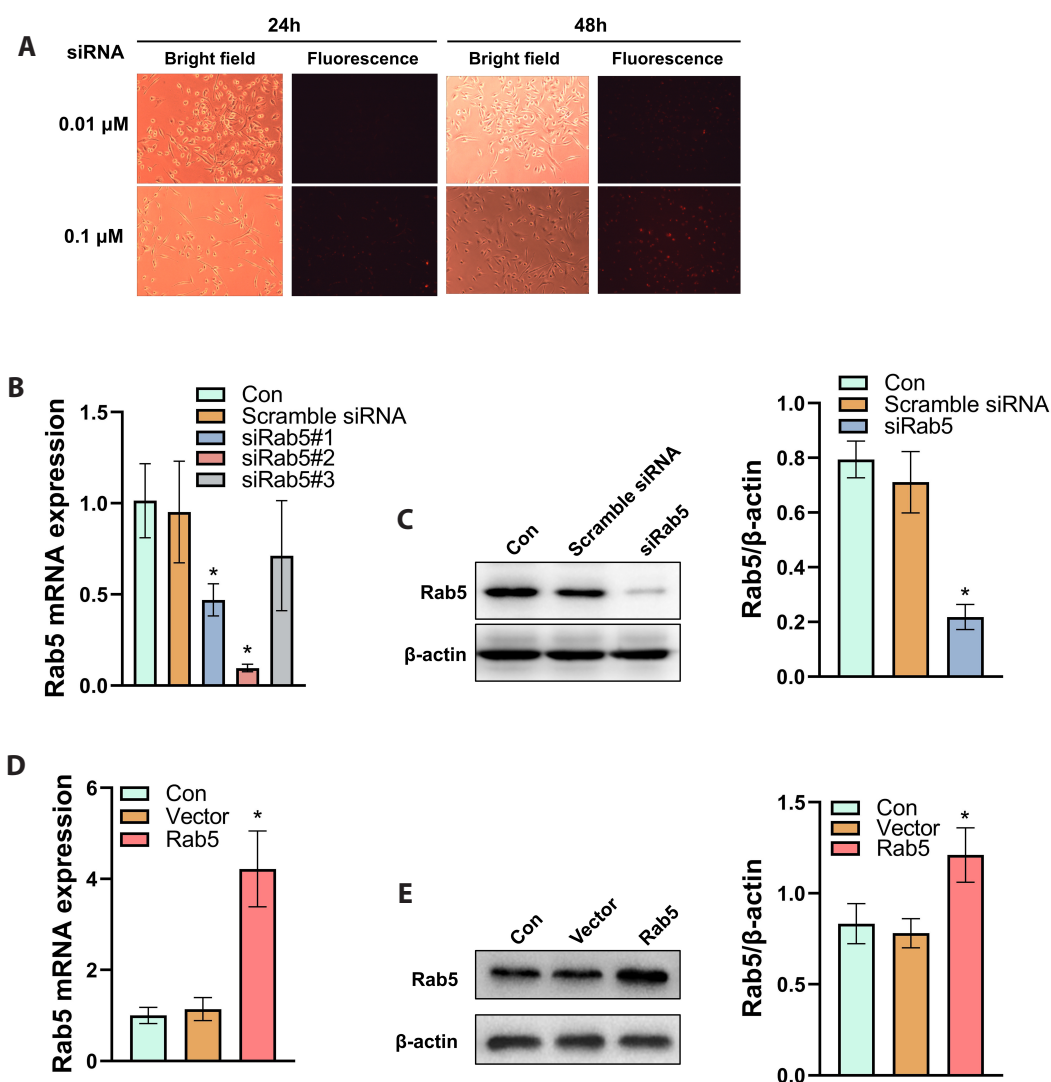 A
siRNA
24h
48h
Bright field
Fluorescence
Bright field
Fluorescence
0.01 µM
0.1 µM
B
Rab5 mRNA expression
1.5
1.0
0.5
0.0
Con
Scramble siRNA
siRab5#1
siRab5#2
siRab5#3
*
*
C
Con
Scramble siRNA
siRab5
Rab5
β-actin
Rab5/β-actin
1.0
0.8
0.6
0.4
0.2
0.0
Con
Scramble siRNA
siRab5
*
D
Rab5 mRNA expression
6
4
2
0
Con
Vector
Rab5
*
E
Con
Vector
Rab5
Rab5
β-actin
Rab5/β-actin
1.5
1.0
0.5
0.0
Con
Vector
Rab5
*